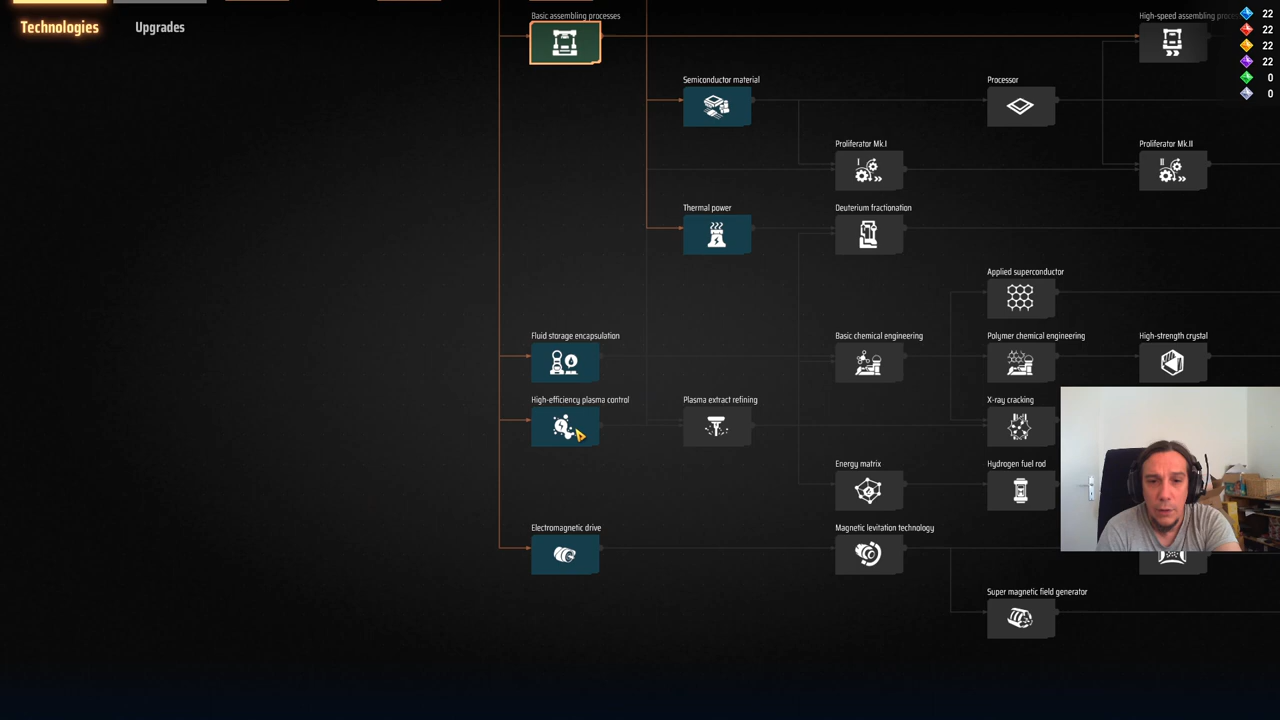 Technologies
Upgrades
Basic assembling processes
High-speed assembling proc
22
22
22
22
0
0
Semiconductor material
Processor
Proliferator Mk.I
Proliferator Mk.II
Thermal power
Deuterium fractionation
Applied superconductor
Fluid storage encapsulation
Basic chemical engineering
Polymer chemical engineering
High-strength crystal
High-efficiency plasma control
Plasma extract refining
X-ray cracking
Energy matrix
Hydrogen fuel rod
Electromagnetic drive
Magnetic levitation technology
Super magnetic field generator